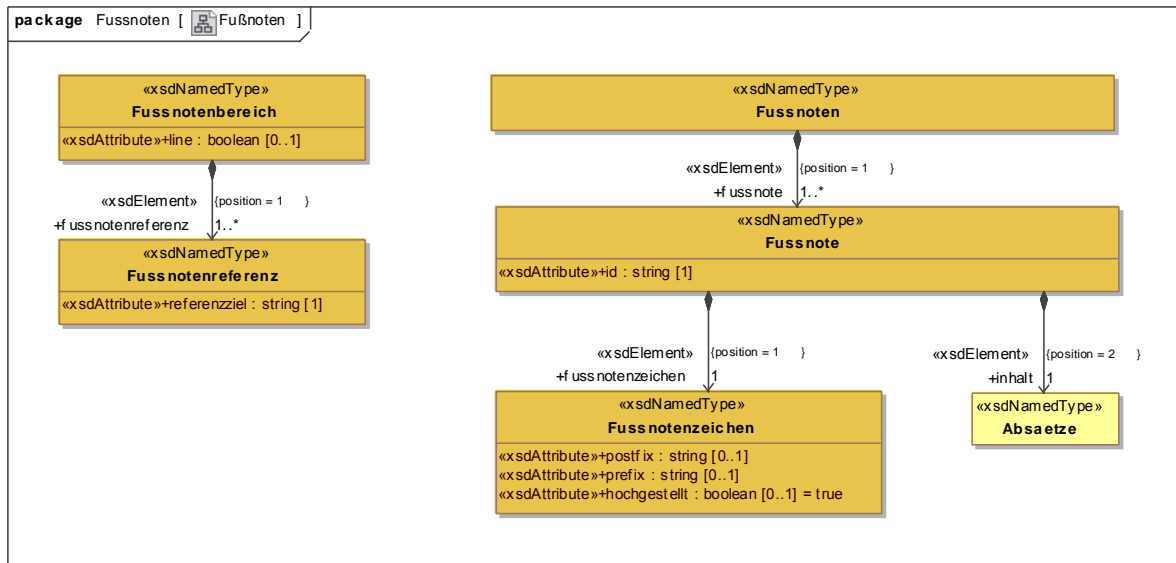 package Fussnoten [ Fußnoten ]
«xsdNamedType»
Fussnotenbereich
«xsdAttribute»+line : boolean [0..1]
«xsdElement» {position = 1 }
+fussnotenreferenz 1..*
«xsdNamedType»
Fussnotenreferenz
«xsdAttribute»+referenzziel : string [1]
«xsdNamedType»
Fussnoten
«xsdElement» {position = 1 }
+fussnote 1..*
«xsdNamedType»
Fussnote
«xsdAttribute»+id : string [1]
«xsdElement» {position = 1 }
+fussnotenzeichen 1
«xsdNamedType»
Fussnotenzeichen
«xsdAttribute»+postfix : string [0..1]
«xsdAttribute»+prefix : string [0..1]
«xsdAttribute»+hochgestellt : boolean [0..1] = true
«xsdElement» {position = 2 }
+inhalt 1
«xsdNamedType»
Absaetze